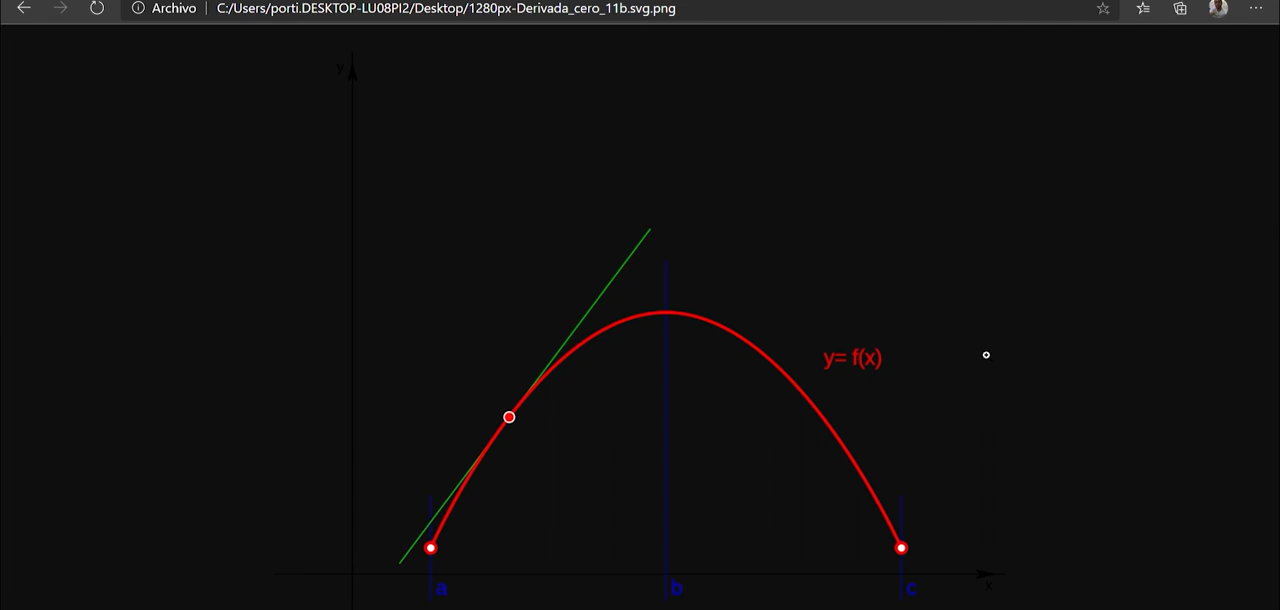 Archivo C:/Users/porti.DESKTOP-LU08PI2/Desktop/1280px-Derivada_cero_11b.svg.png
y
y= f(x)
a
b
c
x